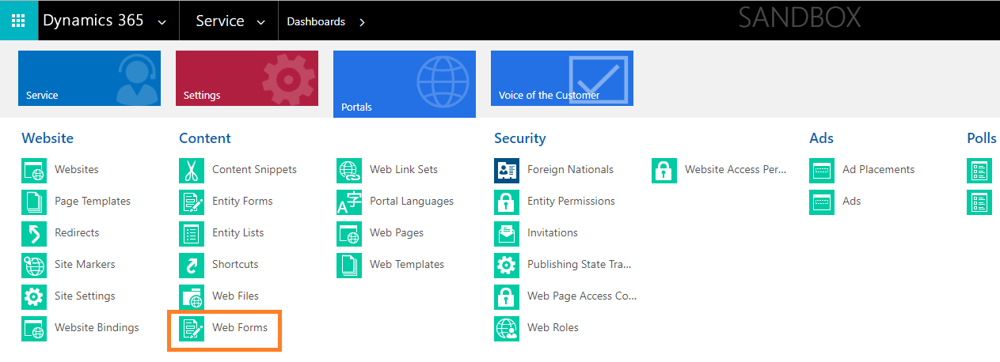 Dynamics 365
Service
Dashboards
SANDBOX
Service
Settings
Portals
Voice of the Customer
Website
Websites
Page Templates
Redirects
Site Markers
Site Settings
Website Bindings
Content
Content Snippets
Entity Forms
Entity Lists
Shortcuts
Web Files
Web Forms
Web Link Sets
Portal Languages
Web Pages
Web Templates
Security
Foreign Nationals
Entity Permissions
Invitations
Publishing State Tra...
Web Page Access Co...
Web Roles
Website Access Per...
Ads
Ad Placements
Ads
Polls